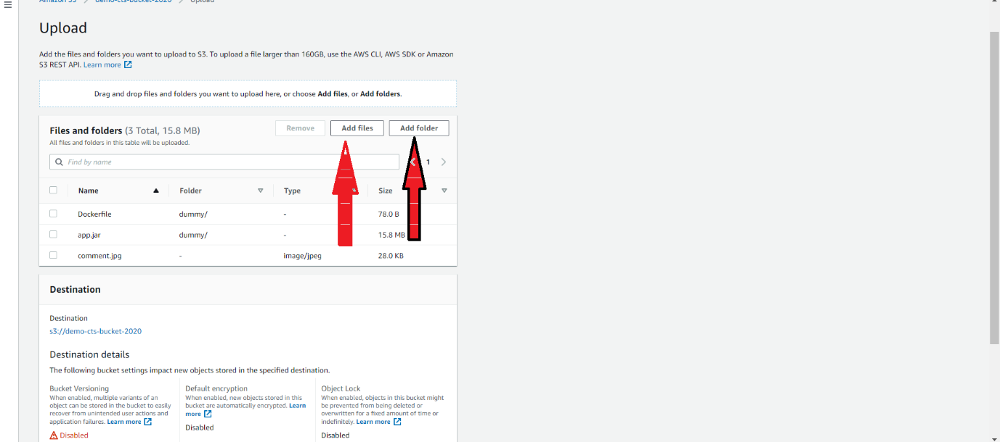 Amazon S3 > demo-cts-bucket-2020 > Upload
Upload
Add the files and folders you want to upload to S3. To upload a file larger than 160GB, use the AWS CLI, AWS SDK or Amazon
S3 REST API. Learn more
Drag and drop files and folders you want to upload here, or choose Add files, or Add folders.
Files and folders (3 Total, 15.8 MB)
Remove
Add files
Add folder
All files and folders in this table will be uploaded.
Find by name
1
Name Folder Type Size
Dockerfile dummy/ - 78.0 B
app.jar dummy/ - 15.8 MB
comment.jpg - image/jpeg 28.0 KB
Destination
Destination
s3://demo-cts-bucket-2020
Destination details
The following bucket settings impact new objects stored in the specified destination.
Bucket Versioning
When enabled, multiple variants of an
object can be stored in the bucket to easily
recover from unintended user actions and
application failures. Learn more
Disabled
Default encryption
When enabled, new objects stored in this
bucket are automatically encrypted. Learn
more
Disabled
Object Lock
When enabled, objects in this bucket might
be prevented from being deleted or
overwritten for a fixed amount of time or
indefinitely. Learn more
Disabled